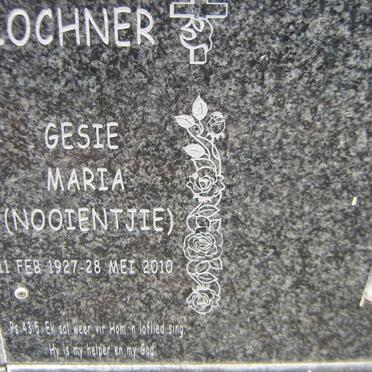 LOCHNER
GESIE
MARIA
(NOOIENTJIE)
11 FEB 1927-28 MEI 2010
Ps 43:5 Ek sal weer vir Hom 'n loflied sing.
Hy is my helper en my God.